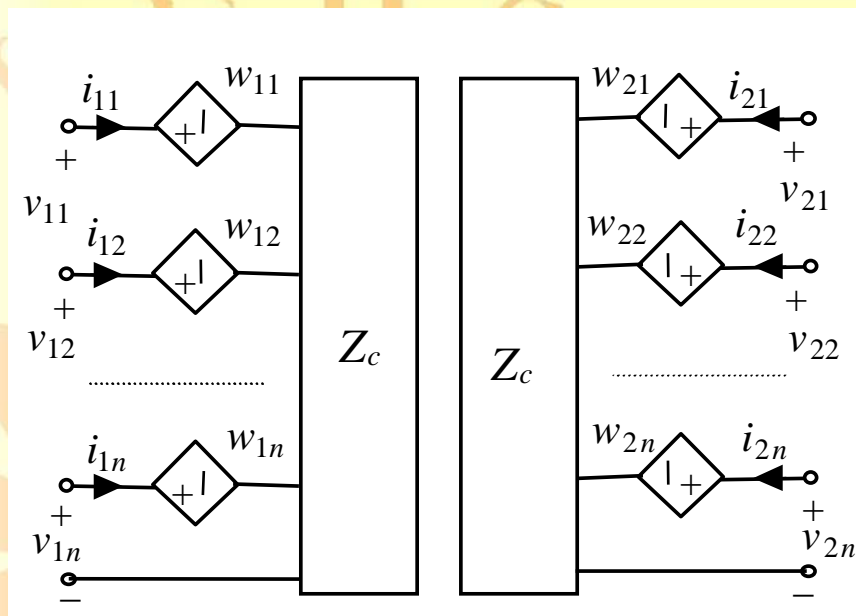 i11 w11 w21 i21
+ + − − + +
v11 v21
i12 w12 w22 i22
+ + − − + +
v12 Zc Zc v22
i1n w1n w2n i2n
+ + − − + +
v1n v2n
− −